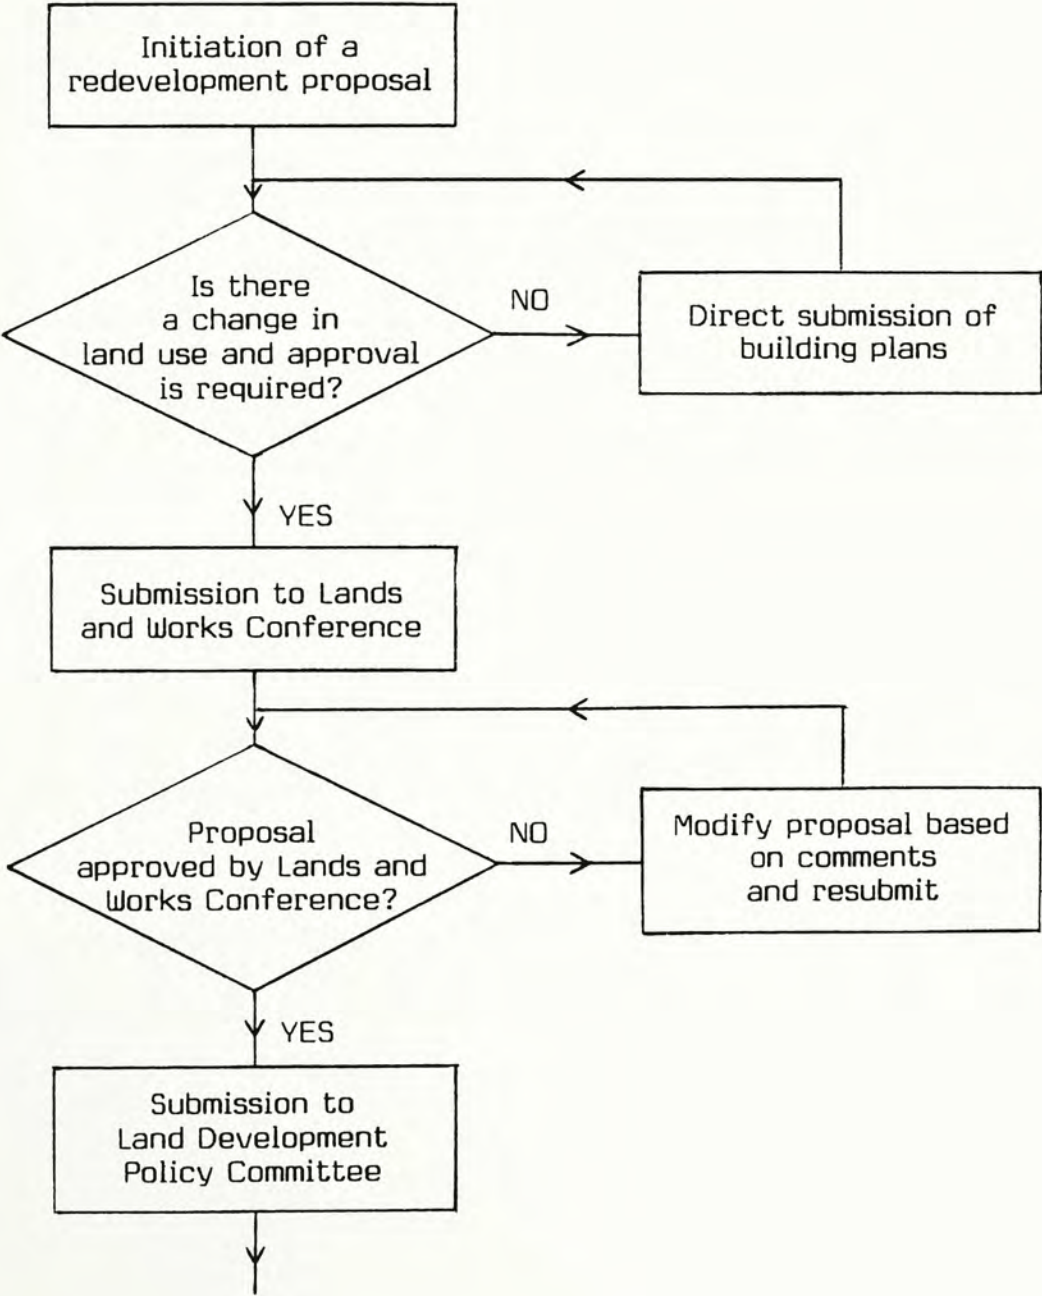 Initiation of a
redevelopment proposal
Is there
a change in
land use and approval
is required?
NO
Direct submission of
building plans
YES
Submission to Lands
and Works Conference
Proposal
approved by Lands and
Works Conference?
NO
Modify proposal based
on comments
and resubmit
YES
Submission to
Land Development
Policy Committee